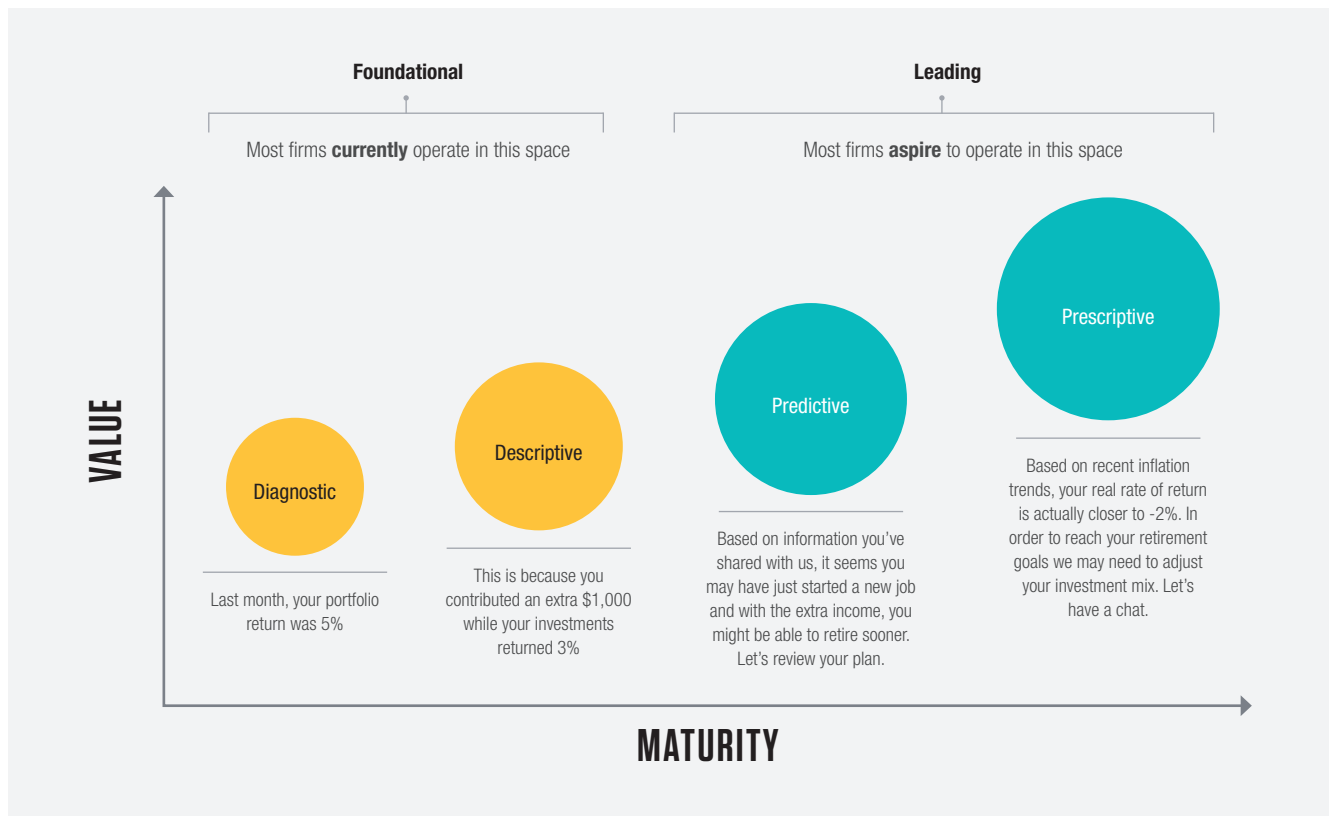 Foundational
Most firms currently operate in this space
Leading
Most firms aspire to operate in this space
VALUE
Diagnostic
Last month, your portfolio
return was 5%
Descriptive
This is because you
contributed an extra $1,000
while your investments
returned 3%
Predictive
Based on information you’ve
shared with us, it seems you
may have just started a new job
and with the extra income, you
might be able to retire sooner.
Let’s review your plan.
Prescriptive
Based on recent inflation
trends, your real rate of return
is actually closer to -2%. In
order to reach your retirement
goals we may need to adjust
your investment mix. Let’s
have a chat.
MATURITY